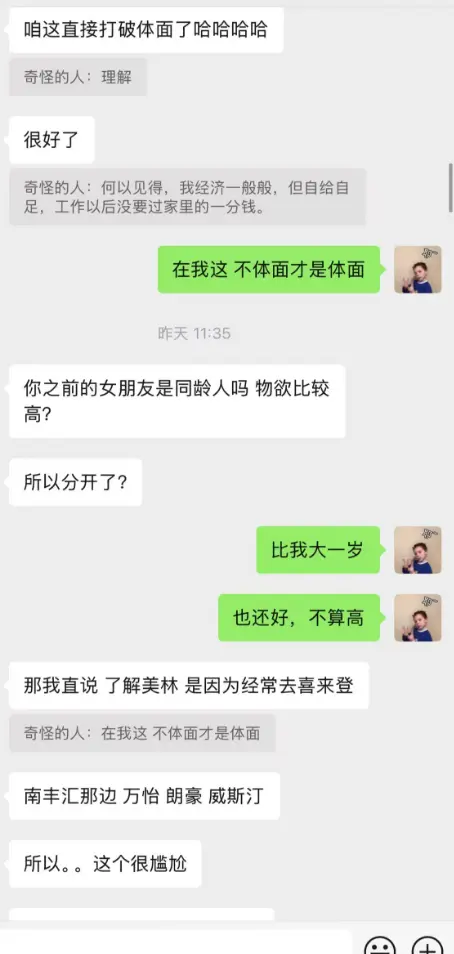 咱这直接打破体面了哈哈哈哈
奇怪的人：理解
很好了
奇怪的人：何以见得，我经济一般般，但自给自
足，工作以后没要过家里的一分钱。
在我这 不体面才是体面
昨天 11:35
你之前的女朋友是同龄人吗 物欲比较
高？
所以分开了？
比我大一岁
也还好，不算高
那我直说 了解美林 是因为经常去喜来登
奇怪的人：在我这 不体面才是体面
南丰汇那边 万怡 朗豪 威斯汀
所以。。这个很尴尬